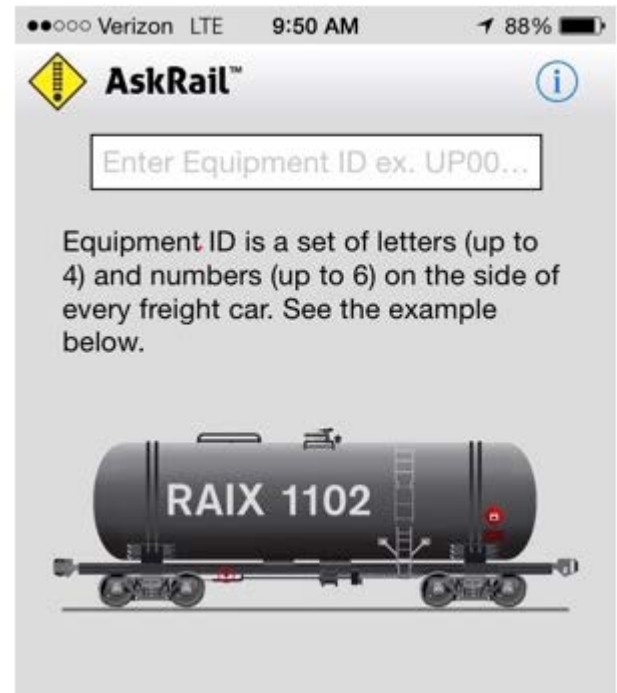 Verizon LTE 9:50 AM 88%
AskRail™
i
Enter Equipment ID ex. UP00...
Equipment ID is a set of letters (up to
4) and numbers (up to 6) on the side of
every freight car. See the example
below.
RAIX 1102